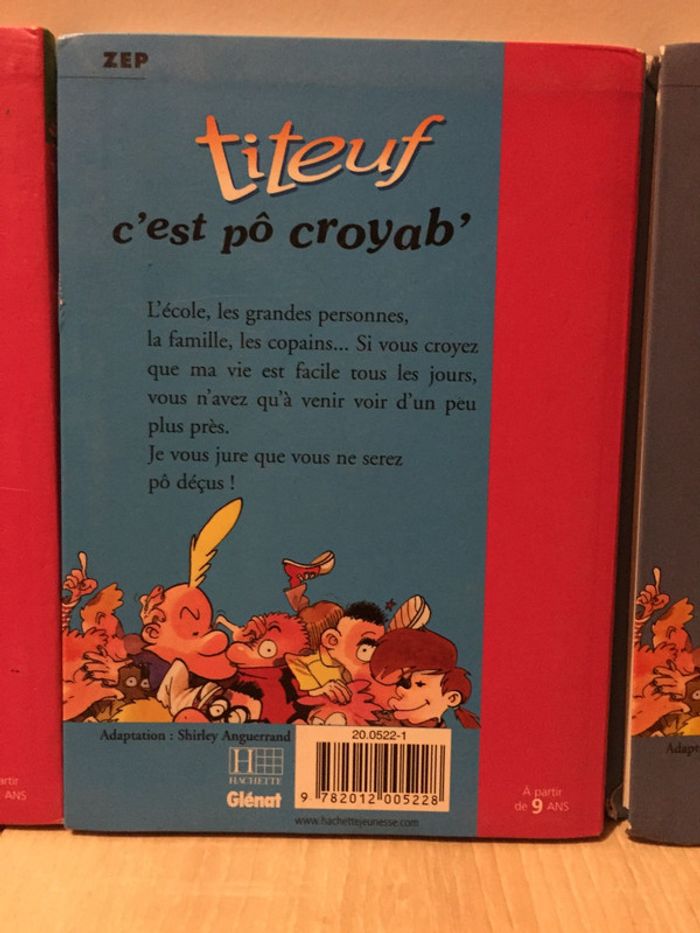 ZEP
titeuf
c'est pô croyab'
L'école, les grandes personnes,
la famille, les copains... Si vous croyez
que ma vie est facile tous les jours,
vous n'avez qu'à venir voir d'un peu
plus près.
Je vous jure que vous ne serez
pô déçus !
Adaptation : Shirley Anguerrand
H
HACHETTE
Glénat
20.0522-1
9 782012 005228
www.hachettejeunesse.com
À partir
de 9 ANS
artir
ANS
Adapt